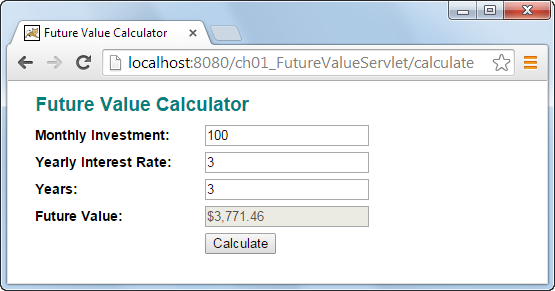 Future Value Calculator
localhost:8080/ch01_FutureValueServlet/calculate
Future Value Calculator
Monthly Investment: 100
Yearly Interest Rate: 3
Years: 3
Future Value: $3,771.46
Calculate